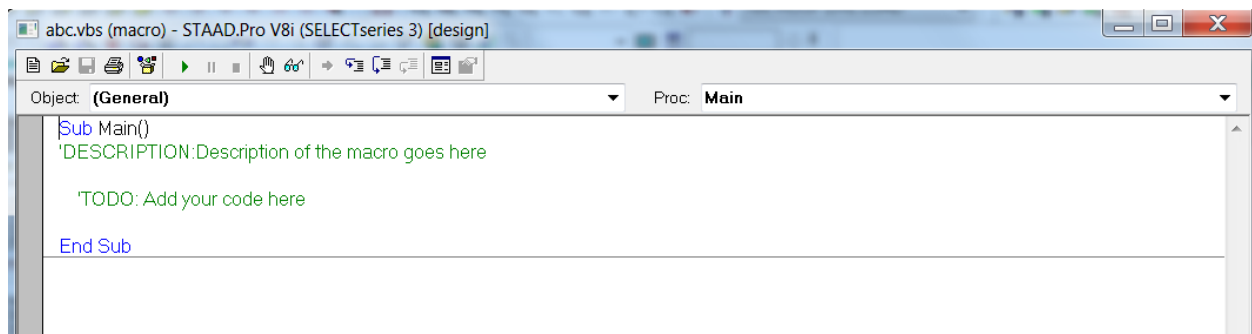 abc.vbs (macro) - STAAD.Pro V8i (SELECTseries 3) [design]
Object: (General) Proc: Main
Sub Main()
'DESCRIPTION:Description of the macro goes here
'TODO: Add your code here
End Sub